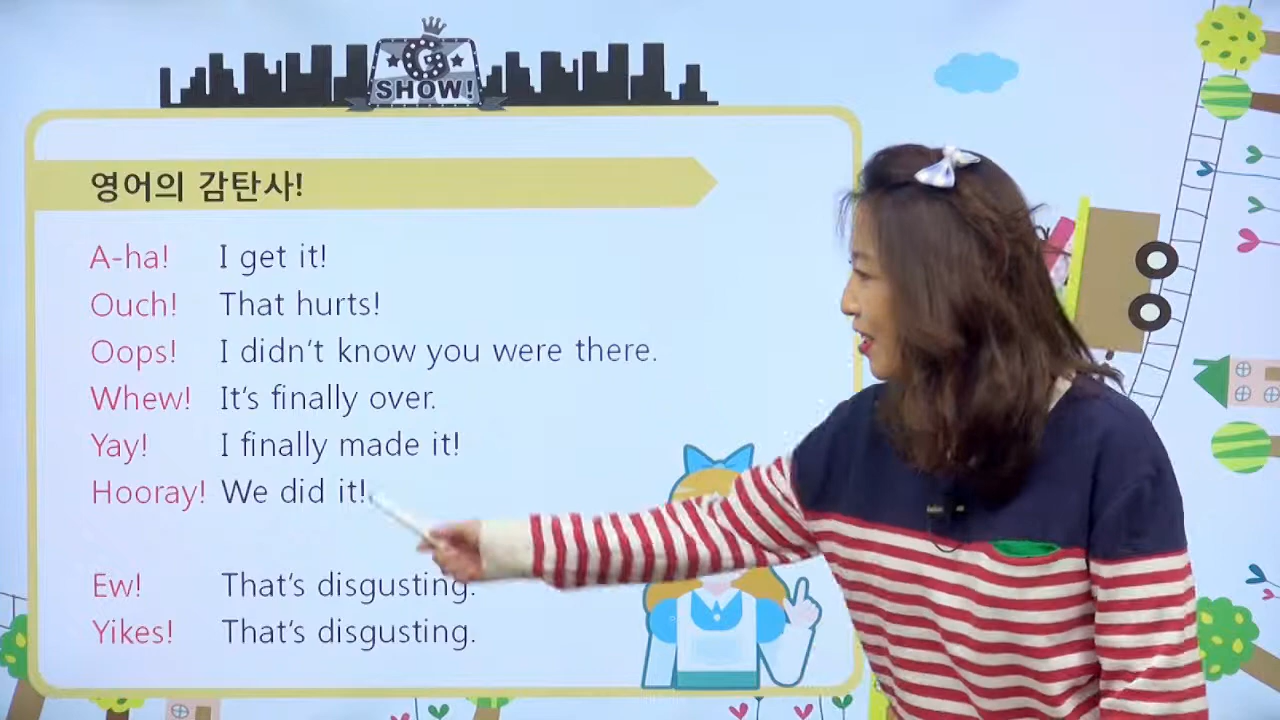 G
SHOW!
영어의 감탄사!
A-ha! I get it!
Ouch! That hurts!
Oops! I didn't know you were there.
Whew! It's finally over.
Yay! I finally made it!
Hooray! We did it!
Ew! That's disgusting.
Yikes! That's disgusting.